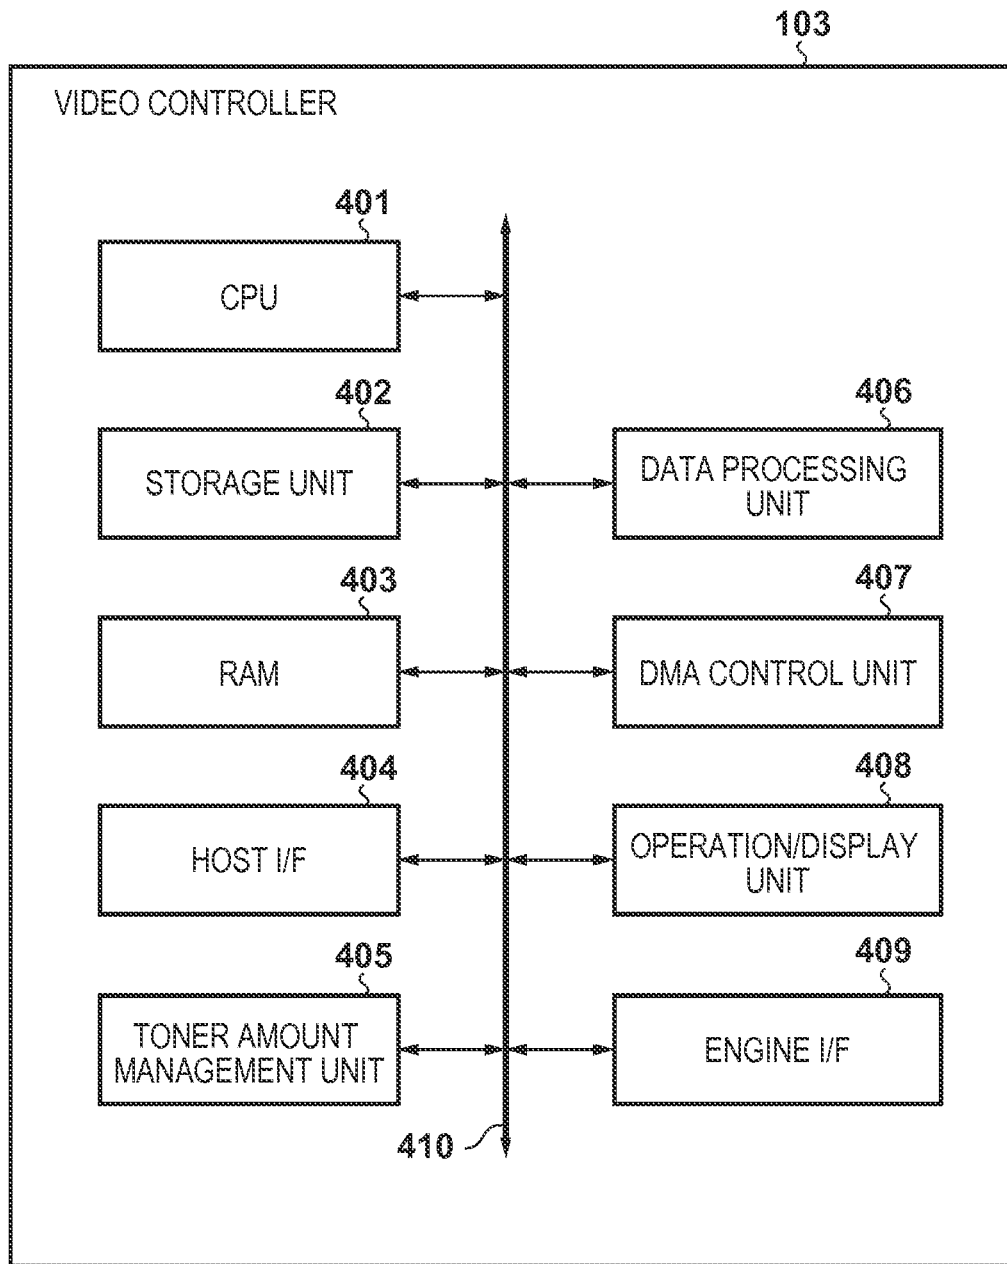 103
VIDEO CONTROLLER
401
CPU
402
STORAGE UNIT
406
DATA PROCESSING
UNIT
403
RAM
407
DMA CONTROL UNIT
404
HOST I/F
408
OPERATION/DISPLAY
UNIT
405
TONER AMOUNT
MANAGEMENT UNIT
409
ENGINE I/F
410